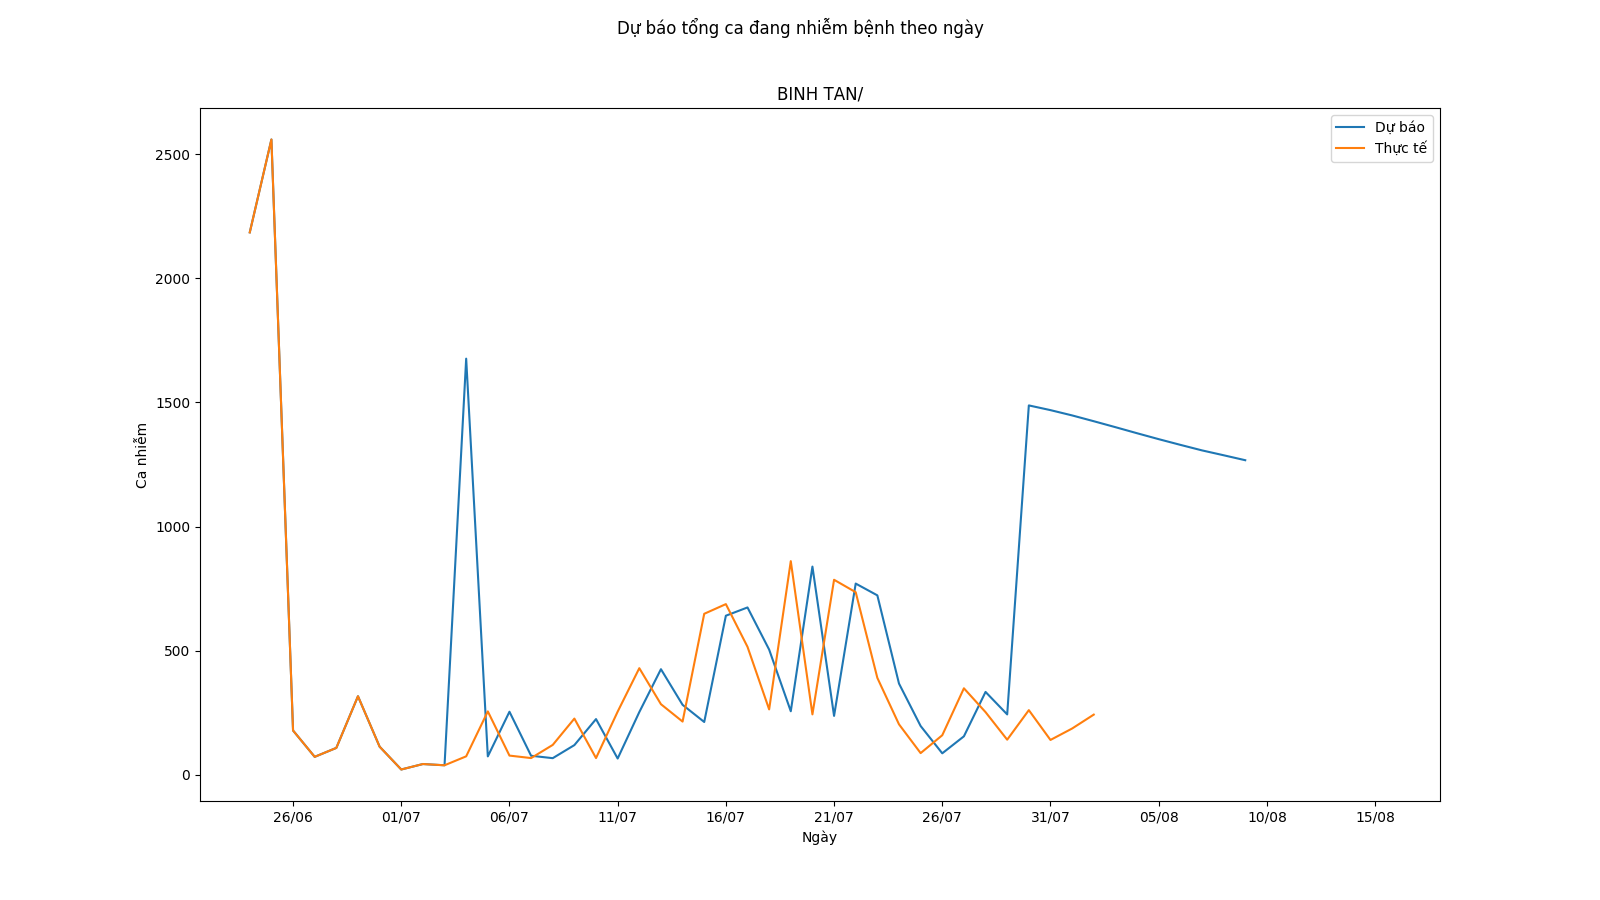 Dự báo tổng ca đang nhiễm bệnh theo ngày
BINH TAN/
Dự báo
Thực tế
2500
2000
1500
1000
500
0
Ca nhiễm
26/06
01/07
06/07
11/07
16/07
21/07
26/07
31/07
05/08
10/08
15/08
Ngày